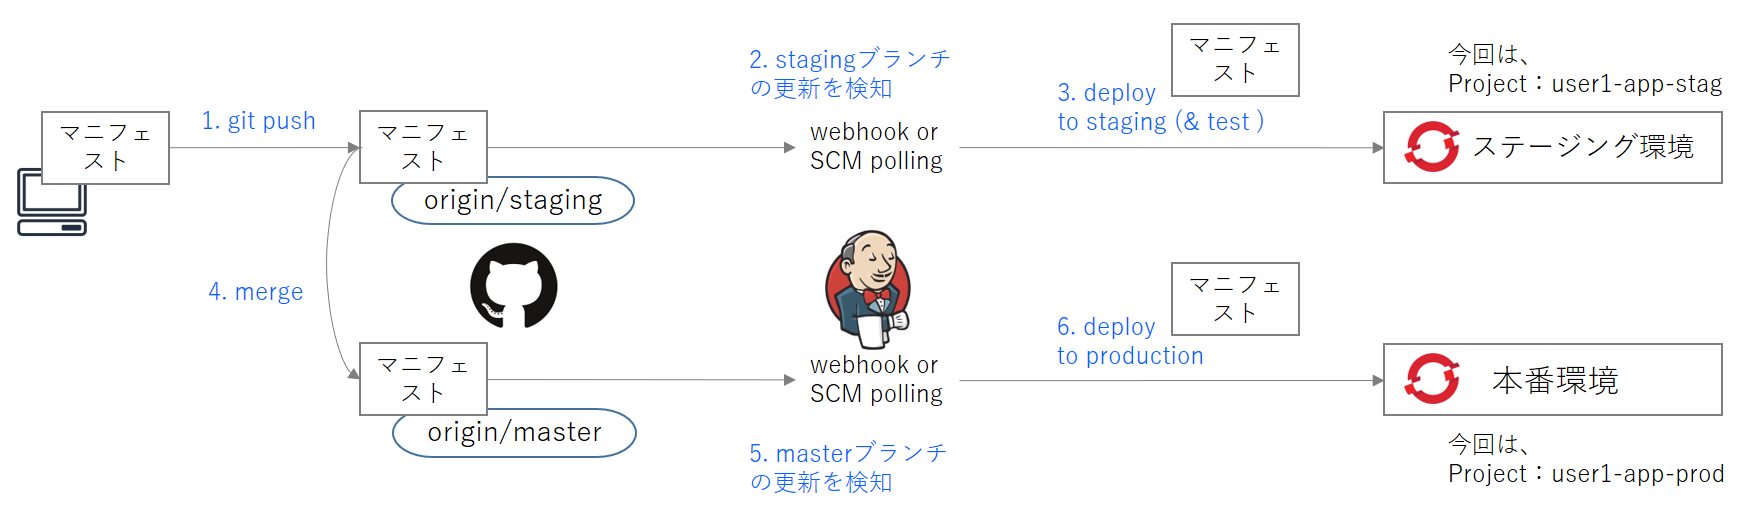 マニフェ
スト
1. git push
マニフェ
スト
origin/staging
2. stagingブランチ
の更新を検知
webhook or
SCM polling
マニフェ
スト
3. deploy
to staging (& test )
今回は、
Project：user1-app-stag
ステージング環境
4. merge
マニフェ
スト
origin/master
webhook or
SCM polling
5. masterブランチ
の更新を検知
マニフェ
スト
6. deploy
to production
本番環境
今回は、
Project：user1-app-prod